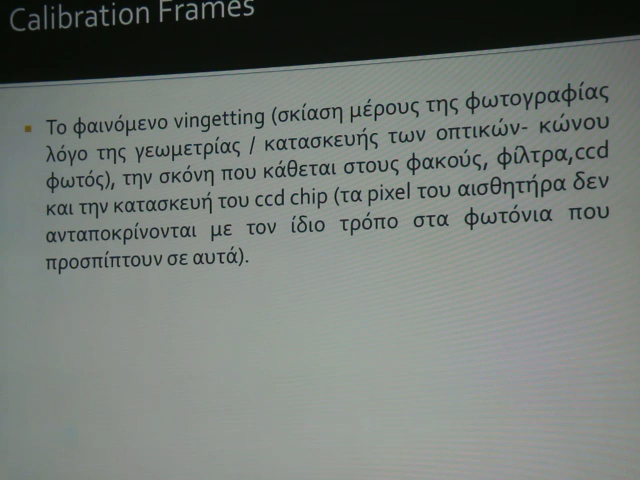 Calibration Frames
Το φαινόμενο vingetting (σκίαση μέρους της φωτογραφίας
λόγο της γεωμετρίας / κατασκευής των οπτικών- κώνου
φωτός), την σκόνη που κάθεται στους φακούς, φίλτρα,ccd
και την κατασκευή του ccd chip (τα pixel του αισθητήρα δεν
ανταποκρίνονται με τον ίδιο τρόπο στα φωτόνια που
προσπίπτουν σε αυτά).